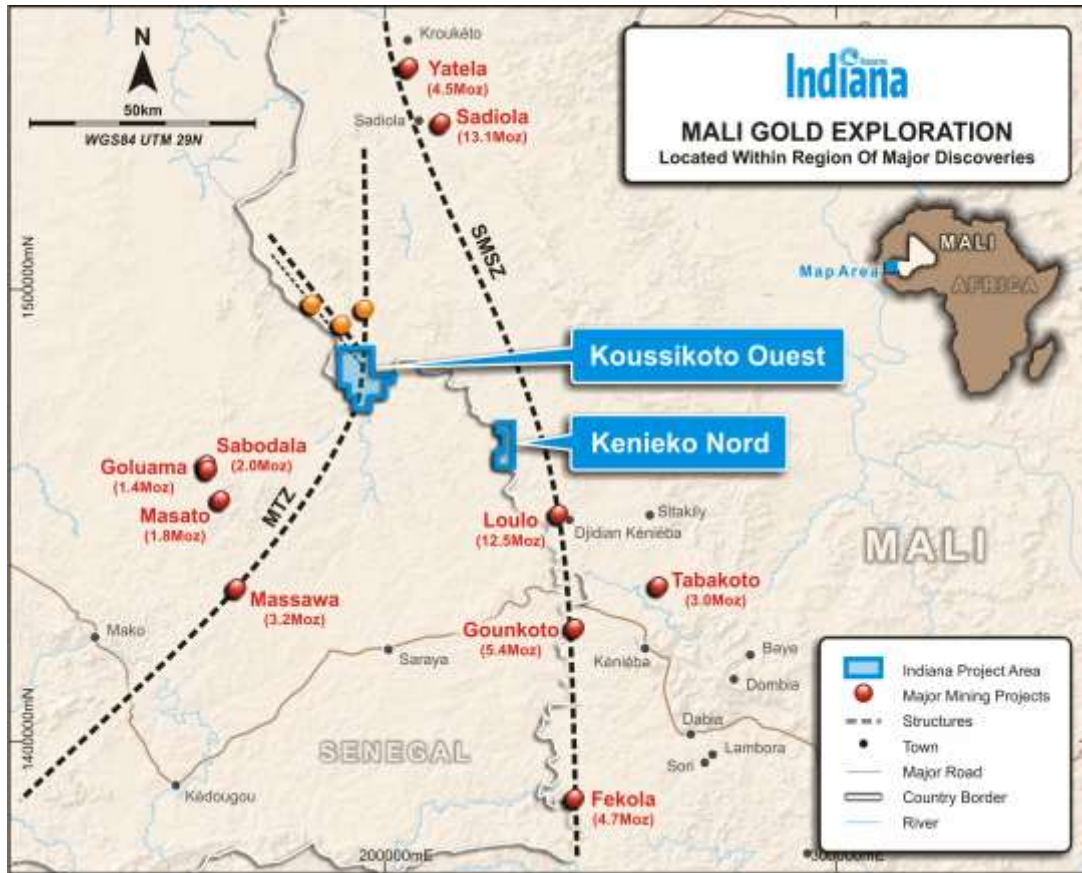 N
50km
WGS84 UTM 29N
Kroukéto
Yatela
(4.5Moz)
Sadiola
Sadiola
(13.1Moz)
Indiana
Resources
MALI GOLD EXPLORATION
Located Within Region Of Major Discoveries
MALI
Map Area
AFRICA
SMSZ
1500000mN
Koussikoto Ouest
Kenieko Nord
Sabodala
(2.0Moz)
Goluama
(1.4Moz)
Masato
(1.8Moz)
MTZ
Loulo
(12.5Moz)
Djidian Kéniéba
Sitakily
MALI
Massawa
(3.2Moz)
Tabakoto
(3.0Moz)
Mako
Saraya
Gounkoto
(5.4Moz)
Kéniéba
Baye
Dombia
Dabia
Lambora
Sori
1400000mN
SENEGAL
Kédougou
Fekola
(4.7Moz)
200000mE
300000mE
Indiana Project Area
Major Mining Projects
Structures
Town
Major Road
Country Border
River